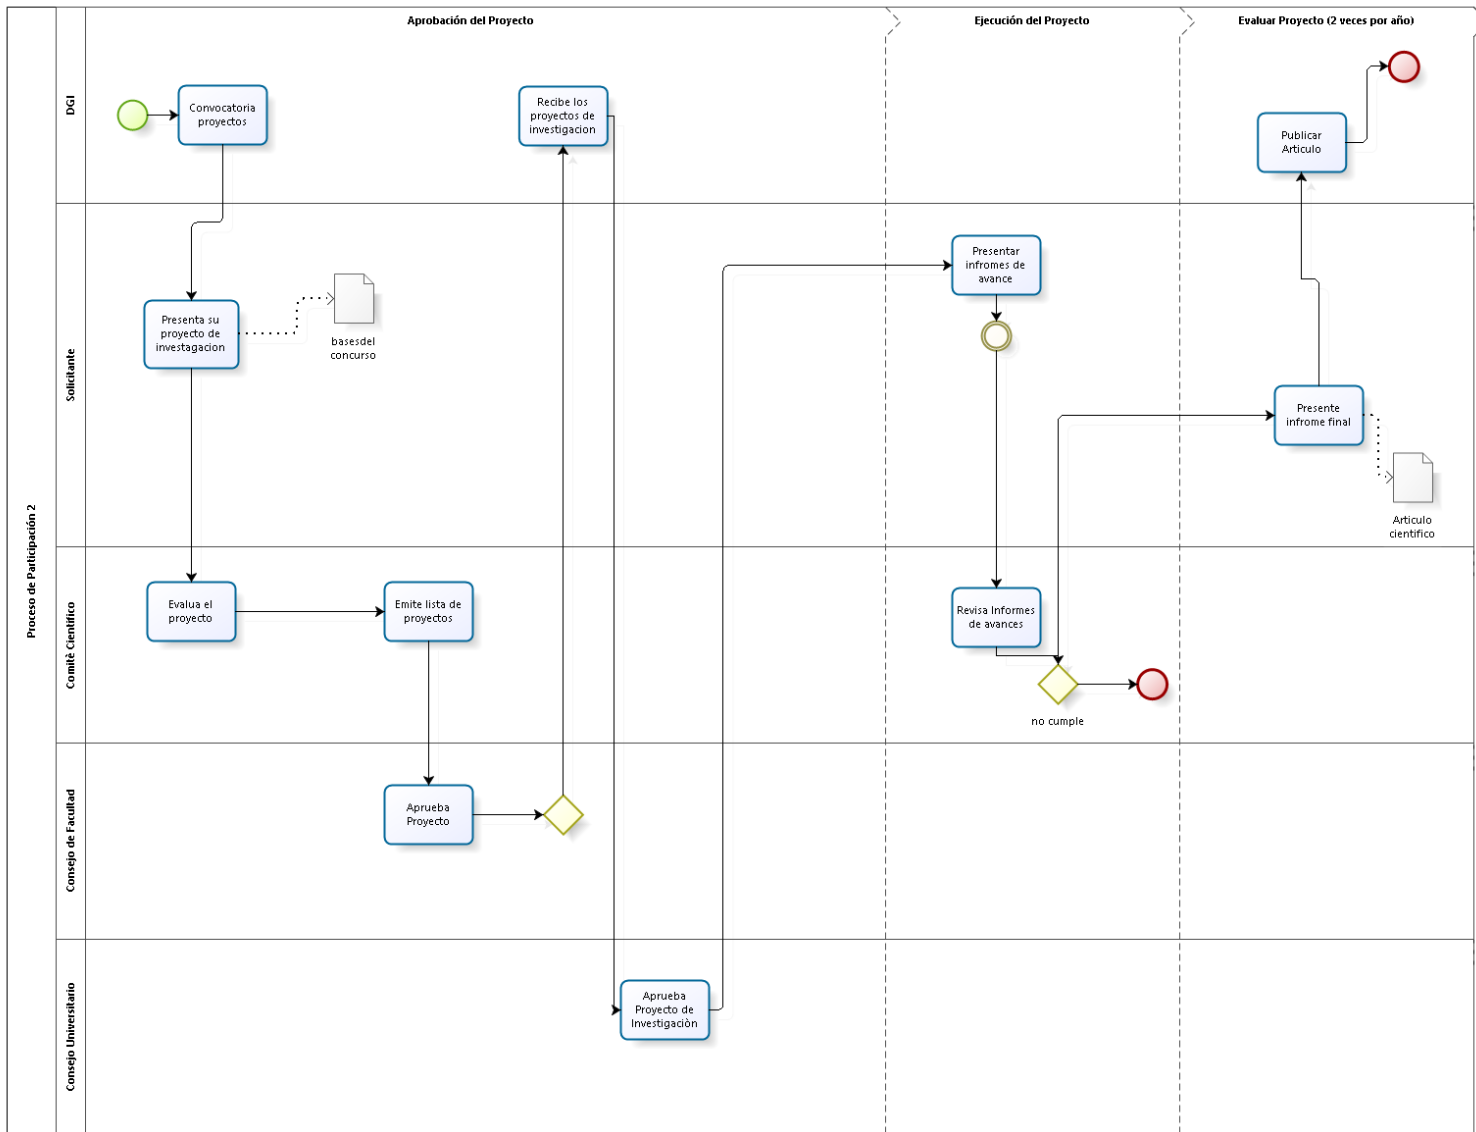 Aprobación del Proyecto
Ejecución del Proyecto
Evaluar Proyecto (2 veces por año)
Proceso de Participación 2
DGI
Convocatoria
proyectos
Recibe los
proyectos de
investigacion
Publicar
Articulo
Solicitante
Presenta su
proyecto de
investagacion
basesdel
concurso
Presentar
infromes de
avance
Presente
infrome final
Articulo
cientifico
Comitè Científico
Evalua el
proyecto
Emite lista de
proyectos
Revisa Informes
de avances
no cumple
Consejo de Facultad
Aprueba
Proyecto
Consejo Universitario
Aprueba
Proyecto de
Investigaciòn